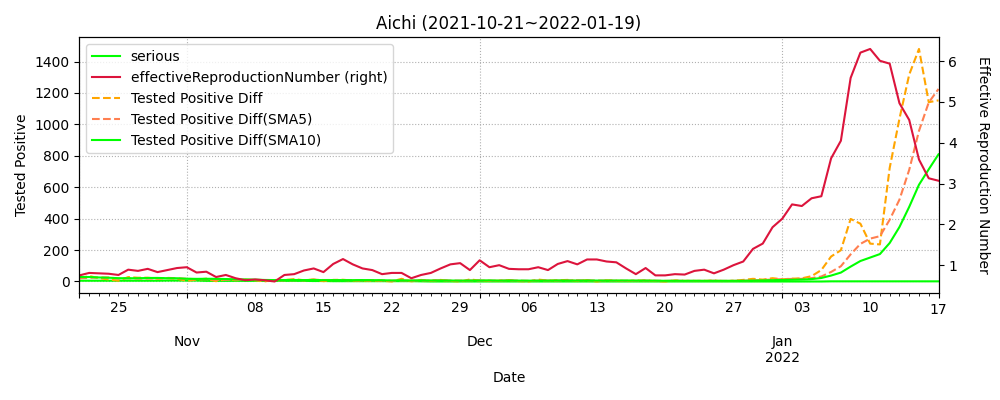 Aichi (2021-10-21~2022-01-19)
serious
effectiveReproductionNumber (right)
Tested Positive Diff
Tested Positive Diff(SMA5)
Tested Positive Diff(SMA10)
Tested Positive
1400
1200
1000
800
600
400
200
0
6
5
4
3
2
1
Effective Reproduction Number
25 08 15 22 29 06 13 20 27 03 10 17
Nov Dec Jan
2022
Date